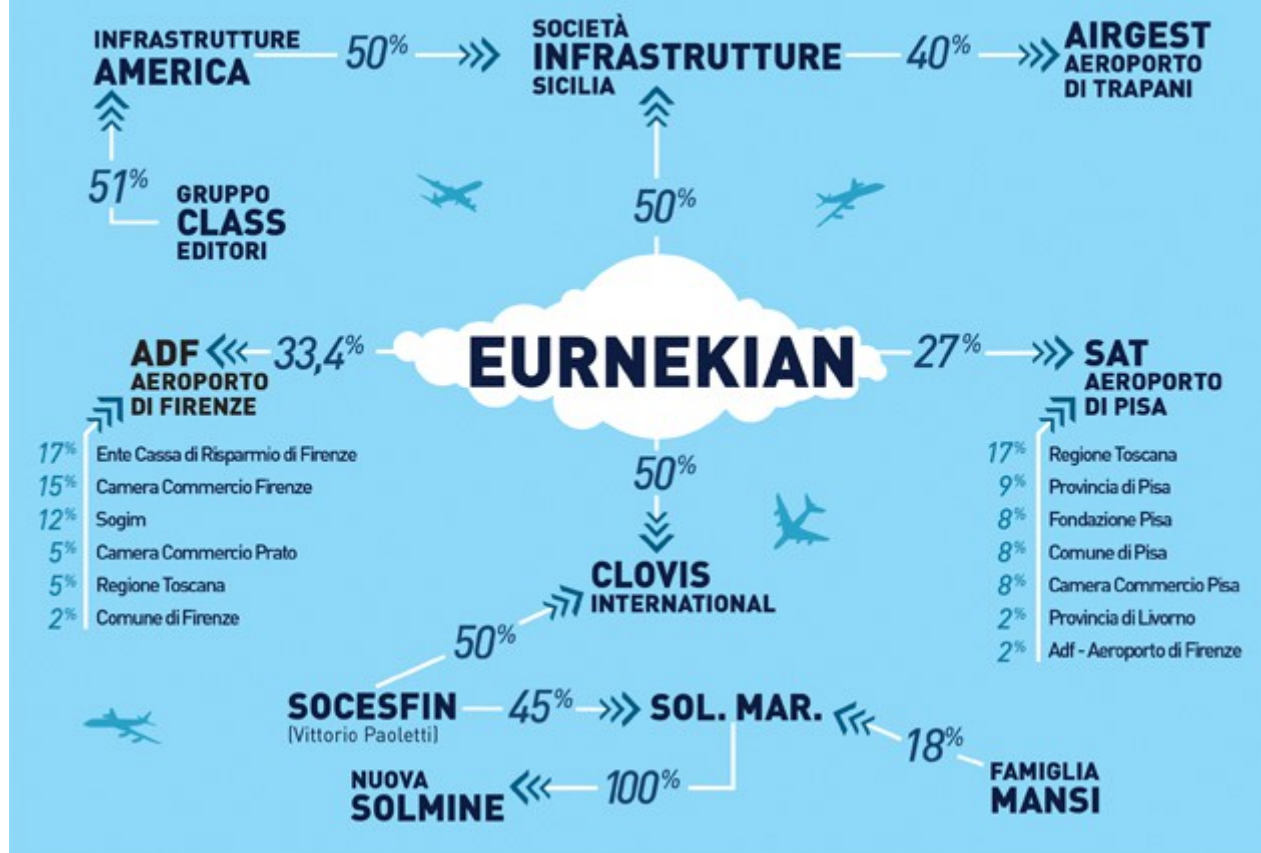 INFRASTRUTTURE
AMERICA
50%
SOCIETÀ
INFRASTRUTTURE
SICILIA
40%
AIRGEST
AEROPORTO
DI TRAPANI
51%
GRUPPO
CLASS
EDITORI
50%
EURNEKIAN
33,4%
ADF
AEROPORTO
DI FIRENZE
17% Ente Cassa di Risparmio di Firenze
15% Camera Commercio Firenze
12% Sogim
5% Camera Commercio Prato
5% Regione Toscana
2% Comune di Firenze
27%
SAT
AEROPORTO
DI PISA
17% Regione Toscana
9% Provincia di Pisa
8% Fondazione Pisa
8% Comune di Pisa
8% Camera Commercio Pisa
2% Provincia di Livorno
2% Adf - Aeroporto di Firenze
50%
CLOVIS
INTERNATIONAL
50%
SOCESFIN
(Vittorio Paoletti)
45%
SOL. MAR.
18%
FAMIGLIA
MANSI
100%
NUOVA
SOLMINE